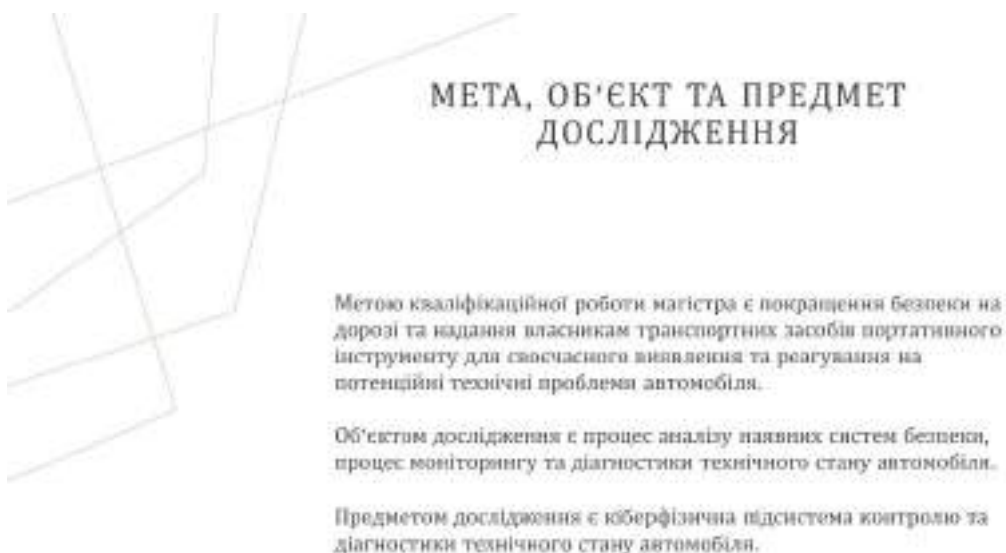 МЕТА, ОБ'ЄКТ ТА ПРЕДМЕТ
ДОСЛІДЖЕННЯ
Метою кваліфікаційної роботи магістра є покращення безпеки на
дорозі та надання власникам транспортних засобів портативного
інструменту для своєчасного виявлення та реагування на
потенційні технічні проблеми автомобіля.
Об'єктом дослідження є процес аналізу наявних систем безпеки,
процес моніторингу та діагностики технічного стану автомобіля.
Предметом дослідження є кіберфізична підсистема контролю та
діагностики технічного стану автомобіля.